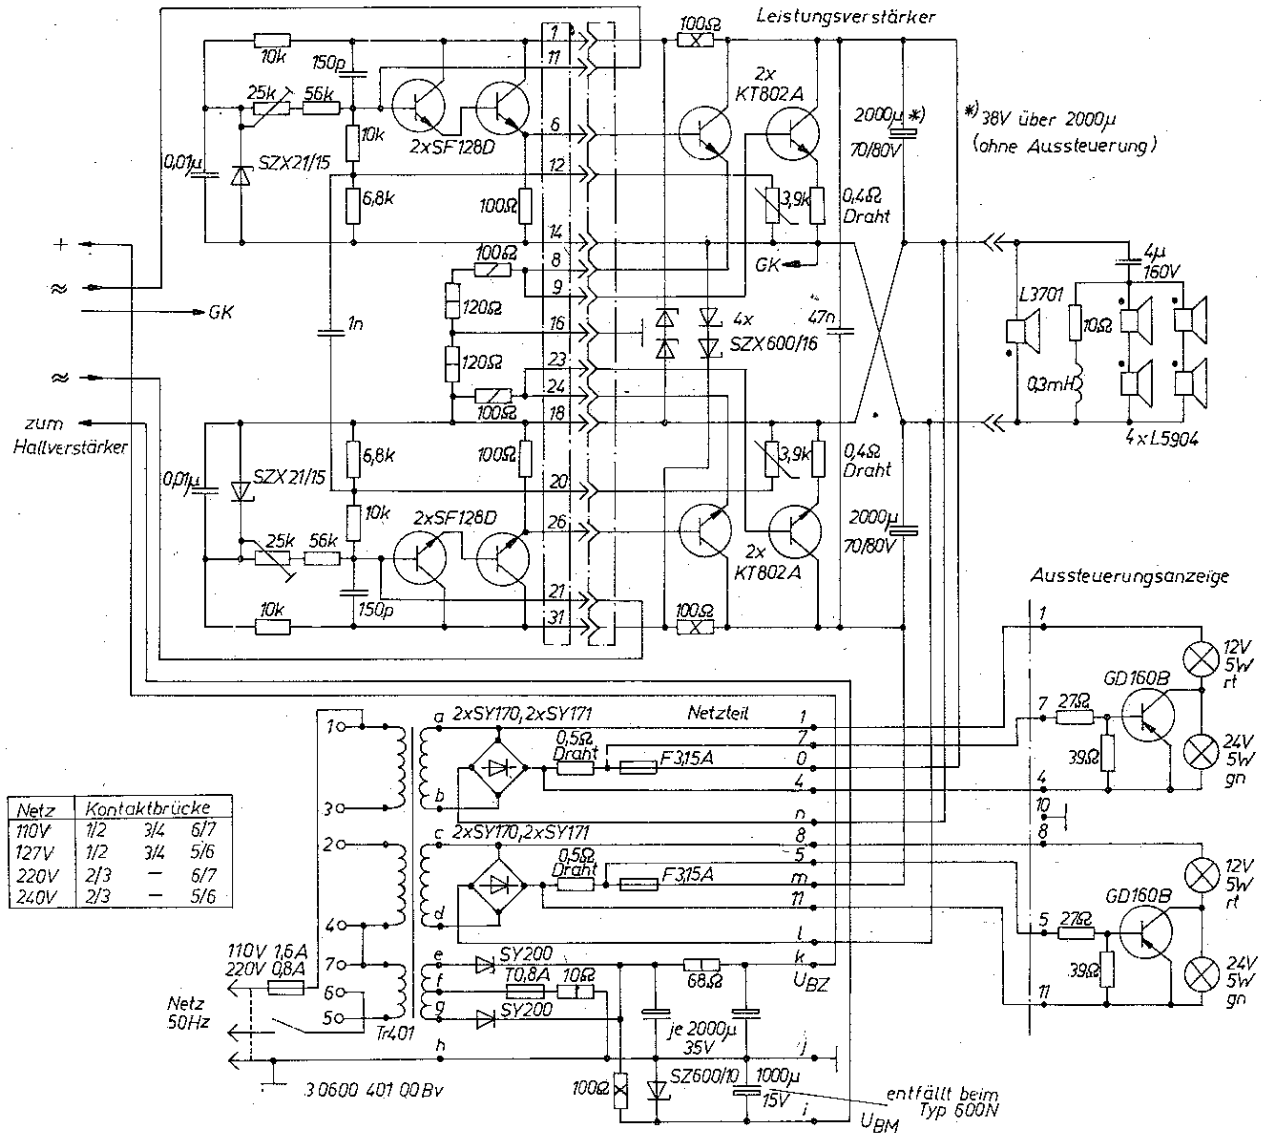 Leistungsverstärker
100Ω
10k
150p
25k
56k
10k
2xSF128D
0,01µ
SZX21/15
6,8k
100Ω
1
11
6
12
14
8
9
16
23
24
18
20
26
21
31
2x
KT802A
2000µ *)
70/80V
*) 38V über 2000µ
(ohne Aussteuerung)
3,9k
0,4Ω
Draht
GK
+
≈
GK
≈
zum
Hallverstärker
1n
100Ω
120Ω
120Ω
100Ω
4x
SZX600/16
47n
L3701
4µ
160V
10Ω
0,3mH
4xL5904
6,8k
100Ω
0,01µ
SZX21/15
10k
2xSF128D
25k
56k
10k
150p
3,9k
0,4Ω
Draht
2000µ
70/80V
2x
KT802A
100Ω
Aussteuerungsanzeige
1
12V
5W
rt
GD160B
7
27Ω
39Ω
24V
5W
gn
4
10
8
12V
5W
rt
GD160B
5
27Ω
39Ω
24V
5W
gn
11
Netzteil
2xSY170, 2xSY171
0,5Ω
Draht
F3,15A
a
b
1
7
0
4
n
2xSY170, 2xSY171
0,5Ω
Draht
F3,15A
c
d
8
5
m
11
l
1
3
2
4
7
6
5
Netz Kontaktbrücke
110V 1/2 3/4 6/7
127V 1/2 3/4 5/6
220V 2/3 — 6/7
240V 2/3 — 5/6
110V 1,6A
220V 0,8A
Netz
50Hz
Tr401
e
f
g
h
SY200
T0,8A
10Ω
SY200
68Ω
k
U_BZ
je 2000µ
35V
j
100Ω
SZ600/10
1000µ
15V
i
U_BM
entfällt beim
Typ 600N
3 0600 401 00 Bv